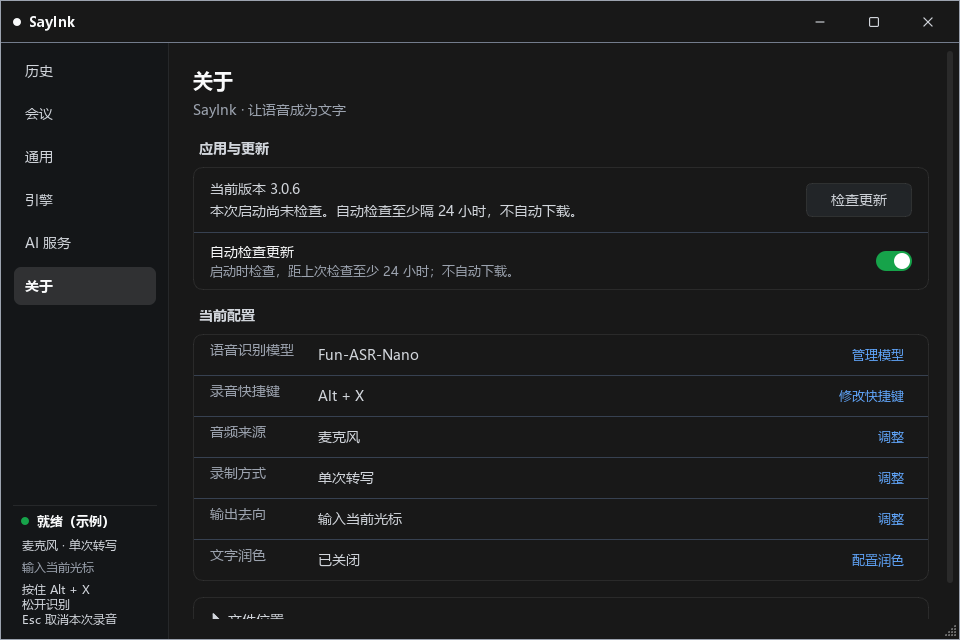 SayInk
历史
会议
通用
引擎
AI 服务
关于
就绪（示例）
麦克风 · 单次转写
输入当前光标
按住 Alt + X
松开识别
Esc 取消本次录音
关于
SayInk · 让语音成为文字
应用与更新
当前版本 3.0.6
本次启动尚未检查。自动检查至少隔 24 小时，不自动下载。
检查更新
自动检查更新
启动时检查，距上次检查至少 24 小时；不自动下载。
当前配置
语音识别模型 Fun-ASR-Nano 管理模型
录音快捷键 Alt + X 修改快捷键
音频来源 麦克风 调整
录制方式 单次转写 调整
输出去向 输入当前光标 调整
文字润色 已关闭 配置润色
文件位置